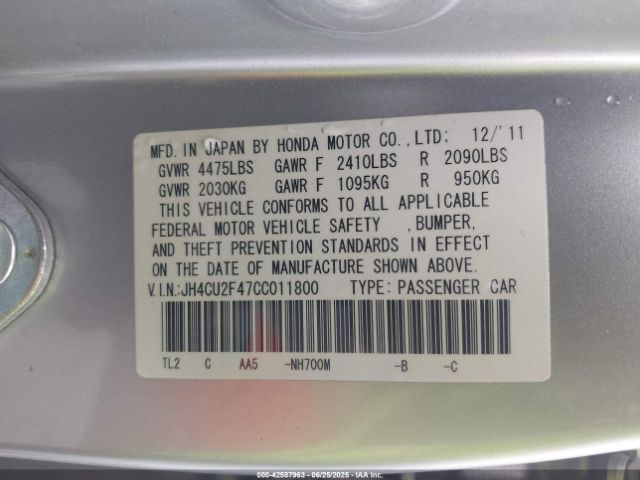 MFD. IN JAPAN BY HONDA MOTOR CO.,LTD: 12/'11
GVWR 4475LBS GAWR F 2410LBS R 2090LBS
GVWR 2030KG GAWR F 1095KG R 950KG
THIS VEHICLE CONFORMS TO ALL APPLICABLE
FEDERAL MOTOR VEHICLE SAFETY ,BUMPER,
AND THEFT PREVENTION STANDARDS IN EFFECT
ON THE DATE OF MANUFACTURE SHOWN ABOVE.
V.I.N:JH4CU2F47CC011800 TYPE: PASSENGER CAR
TL2 C AA5 -NH700M -B -C
000-42587963 - 06/25/2025 - IAAI.COM